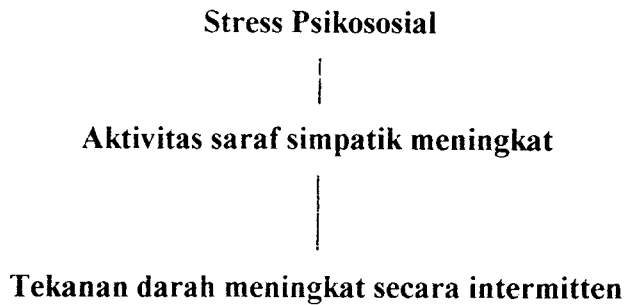 Stress Psikososial
Aktivitas saraf simpatik meningkat
Tekanan darah meningkat secara intermitten